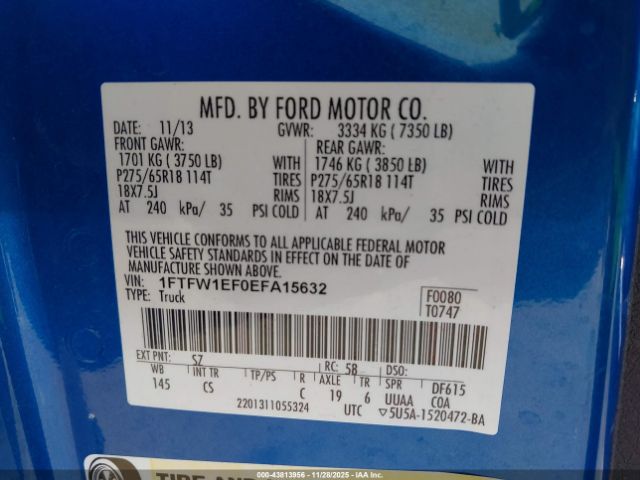 MFD. BY FORD MOTOR CO.
DATE: 11/13 GVWR: 3334 KG ( 7350 LB)
FRONT GAWR: REAR GAWR:
1701 KG ( 3750 LB) WITH 1746 KG ( 3850 LB) WITH
P275/65R18 114T TIRES P275/65R18 114T TIRES
18X7.5J RIMS 18X7.5J RIMS
AT 240 kPa/ 35 PSI COLD AT 240 kPa/ 35 PSI COLD
THIS VEHICLE CONFORMS TO ALL APPLICABLE FEDERAL MOTOR
VEHICLE SAFETY STANDARDS IN EFFECT ON THE DATE OF
MANUFACTURE SHOWN ABOVE.
VIN: 1FTFW1EF0EFA15632 F0080
TYPE: Truck T0747
EXT PNT: SZ RC: 58 DSO:
WB INT TR TP/PS R AXLE TR SPR DF615
145 CS C 19 6 UUAA COA
2201311055324 UTC ▽5U5A-1520472-BA
TIRE AND
000-43813956 | 11/28/2025 | IAA Inc.